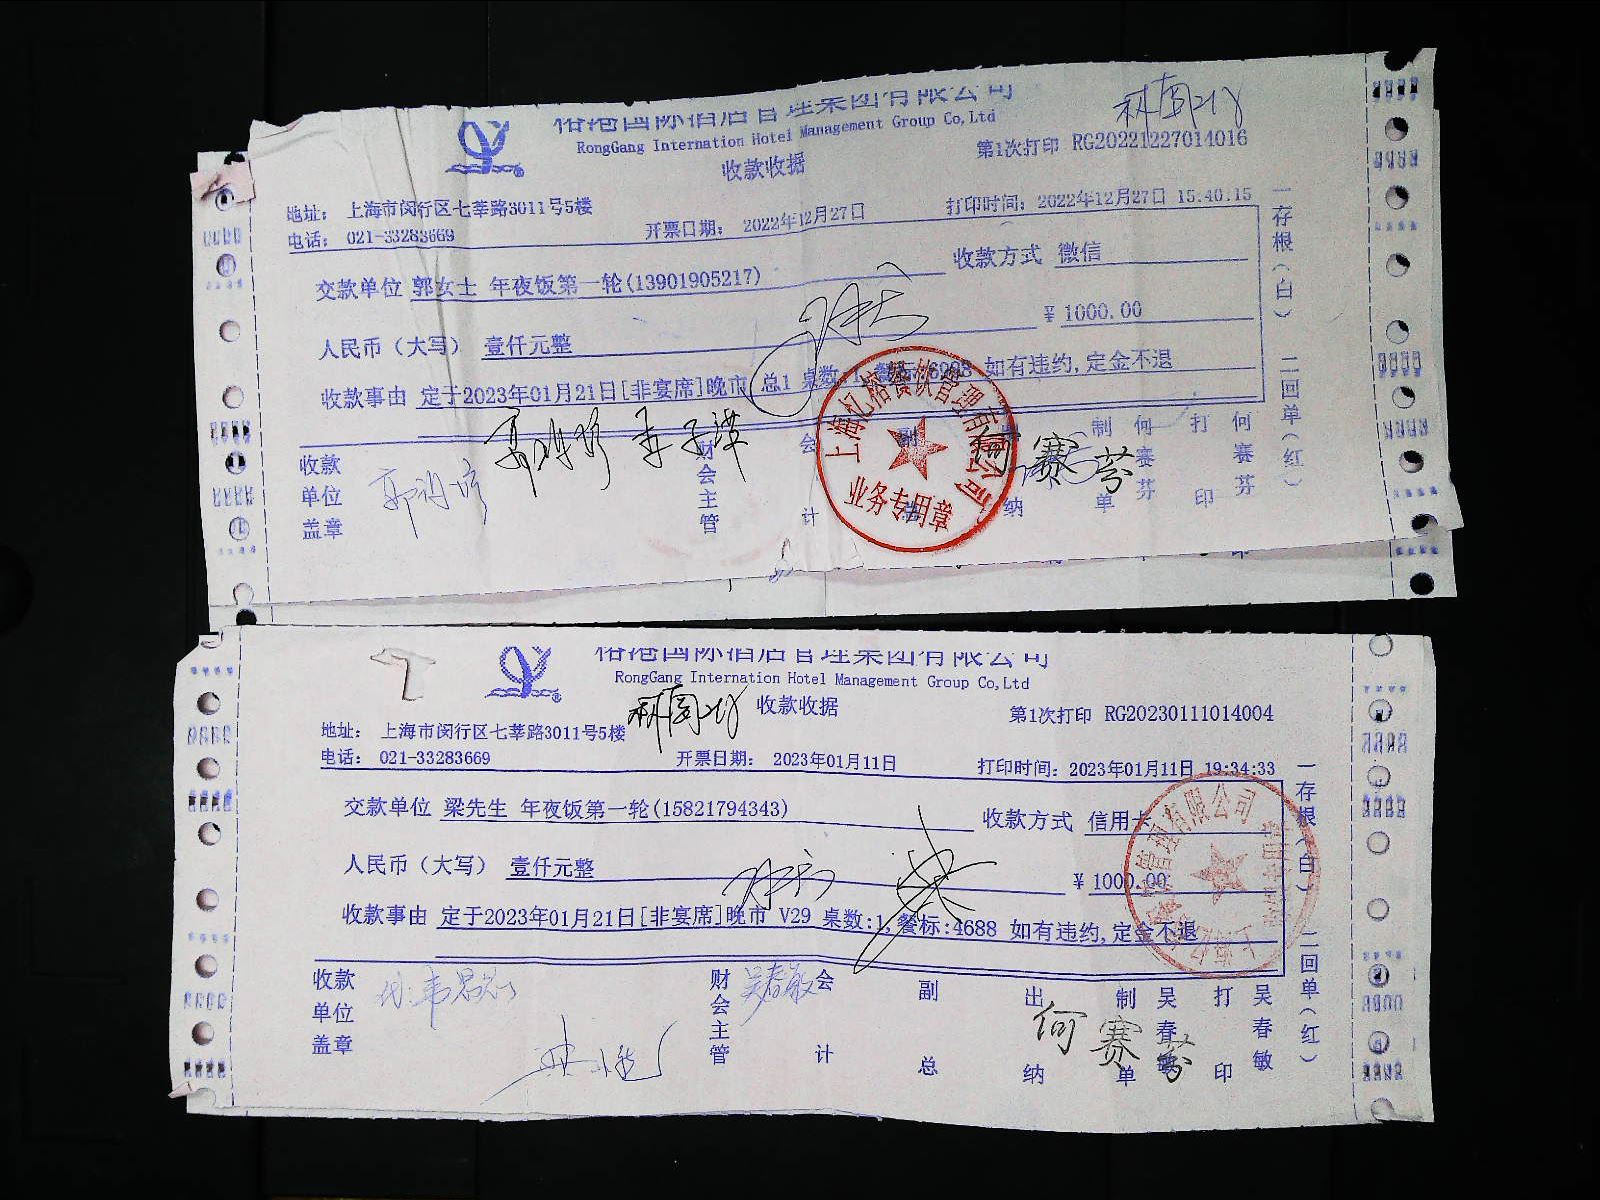 裕港国际酒店管理集团有限公司
RongGang Internation Hotel Management Group Co,Ltd
收款收据
第1次打印 RG20221227014016
地址： 上海市闵行区七莘路3011号5楼
电话： 021-33283669
开票日期： 2022年12月27日
打印时间：2022年12月27日 15:40:15
交款单位 郭女士 年夜饭第一轮(13901905217)
收款方式 微信
人民币（大写） 壹仟元整
¥ 1000.00
收款事由 定于2023年01月21日[非宴席]晚市 总1 桌数:1, 餐标: 如有违约,定金不退
收款单位盖章
财会主管
会计
副
出纳
何赛芬
制单
何赛芬
打印
何赛芬
一存根(白)
二回单(红)
业务专用章
裕港国际酒店管理集团有限公司
RongGang Internation Hotel Management Group Co,Ltd
收款收据
第1次打印 RG20230111014004
地址： 上海市闵行区七莘路3011号5楼
电话： 021-33283669
开票日期： 2023年01月11日
打印时间：2023年01月11日 19:34:33
交款单位 梁先生 年夜饭第一轮(15821794343)
收款方式 信用卡
人民币（大写） 壹仟元整
¥ 1000.00
收款事由 定于2023年01月21日[非宴席]晚市 V29 桌数:1,餐标:4688 如有违约,定金不退
收款单位盖章
财会主管
吴春敏
会计
副总
出纳
何赛芬
制单
吴春敏
打印
吴春敏
一存根(白)
二回单(红)